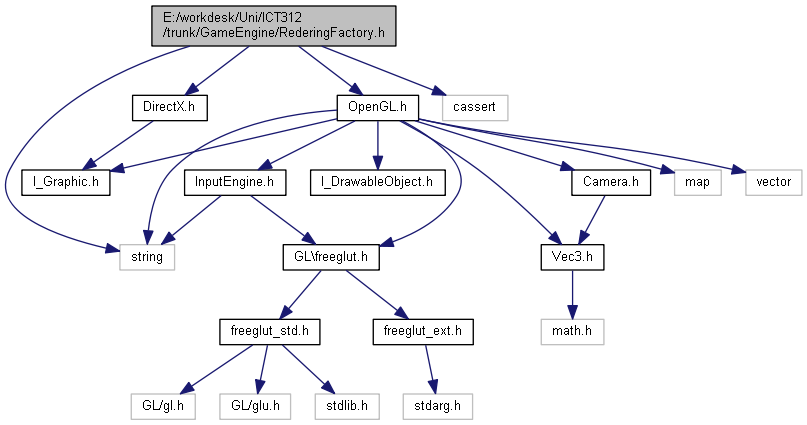 E:/workdesk/Uni/ICT312
/trunk/GameEngine/RederingFactory.h
DirectX.h
OpenGL.h
cassert
I_Graphic.h
InputEngine.h
I_DrawableObject.h
Camera.h
map
vector
string
GL\freeglut.h
Vec3.h
freeglut_std.h
freeglut_ext.h
math.h
GL/gl.h
GL/glu.h
stdlib.h
stdarg.h